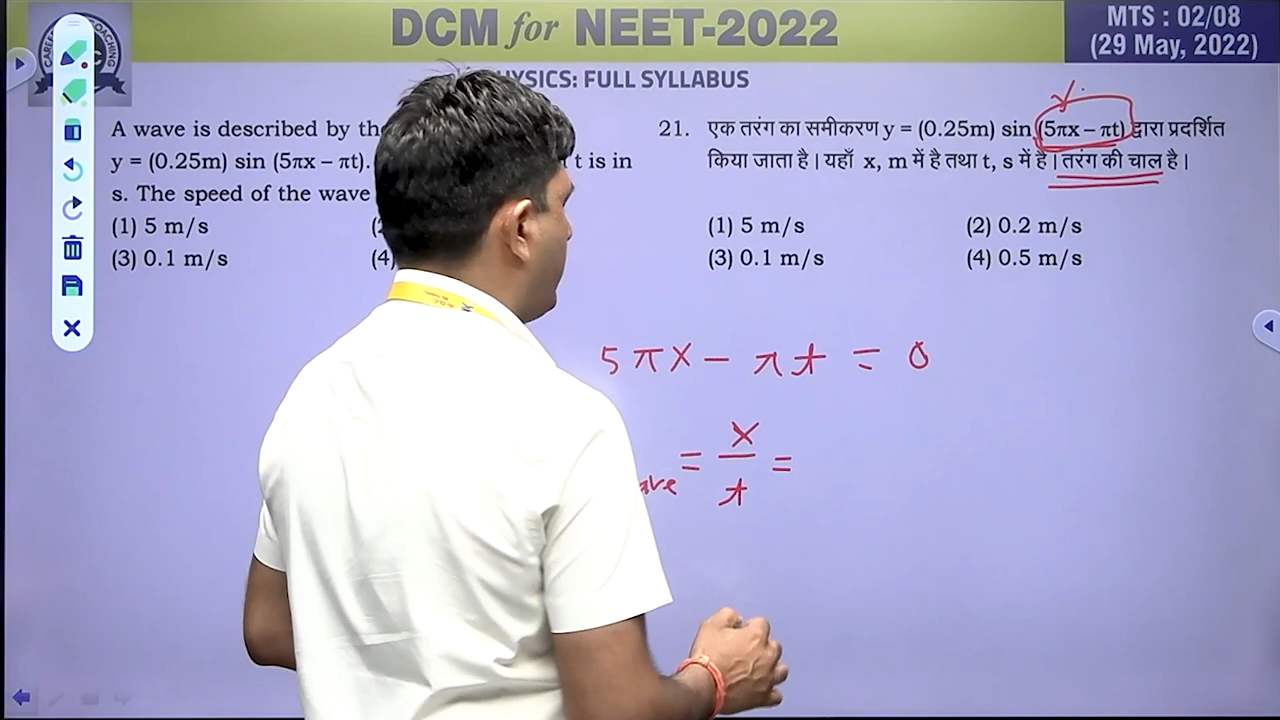 DCM for NEET-2022
MTS : 02/08
(29 May, 2022)
PHYSICS: FULL SYLLABUS
A wave is described by the
y = (0.25m) sin (5πx – πt).
t is in
s. The speed of the wave
(1) 5 m/s
(3) 0.1 m/s
(4)
21. एक तरंग का समीकरण y = (0.25m) sin (5πx – πt) द्वारा प्रदर्शित
किया जाता है। यहाँ x, m में है तथा t, s में है। तरंग की चाल है।
(1) 5 m/s (2) 0.2 m/s
(3) 0.1 m/s (4) 0.5 m/s
5πx – πt = 0
= x/t =